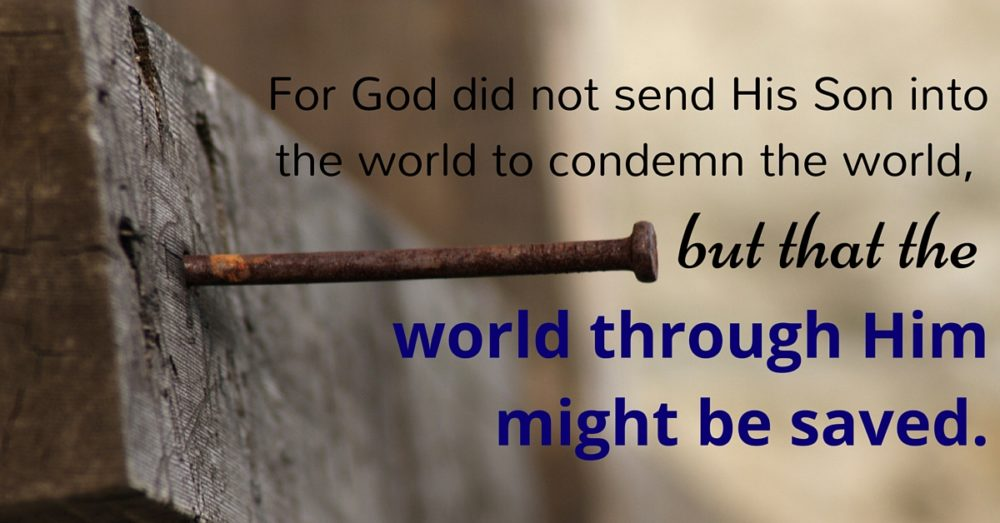 For God did not send His Son into
the world to condemn the world,
but that the
world through Him
might be saved.